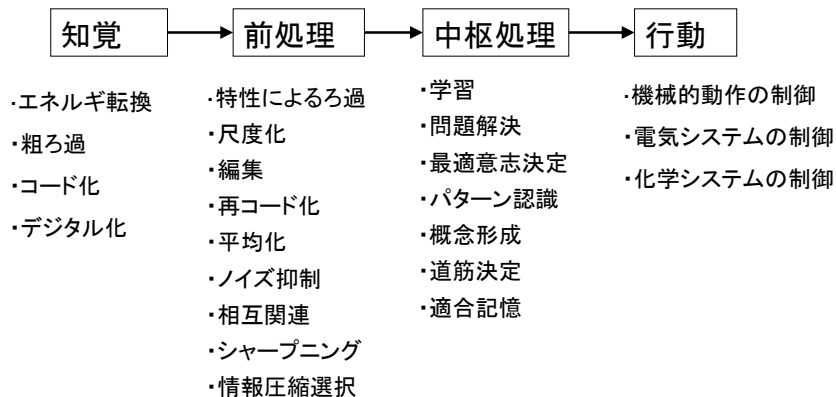 知覚
前処理
中枢処理
行動
・エネルギ転換
・粗ろ過
・コード化
・デジタル化
・特性によるろ過
・尺度化
・編集
・再コード化
・平均化
・ノイズ抑制
・相互関連
・シャープニング
・情報圧縮選択
・学習
・問題解決
・最適意志決定
・パターン認識
・概念形成
・道筋決定
・適合記憶
・機械的動作の制御
・電気システムの制御
・化学システムの制御